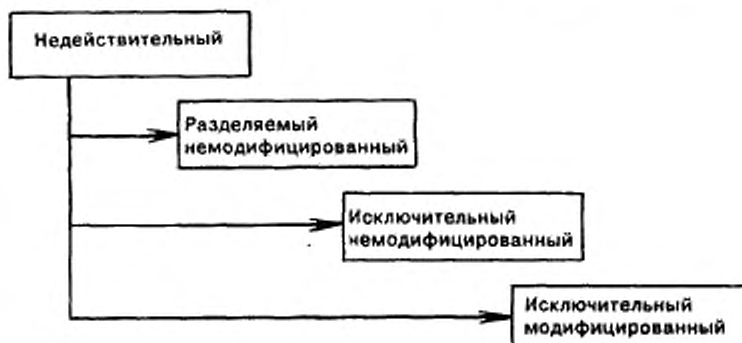 Недействительный
Разделяемый
немодифицированный
Исключительный
немодифицированный
Исключительный
модифицированный